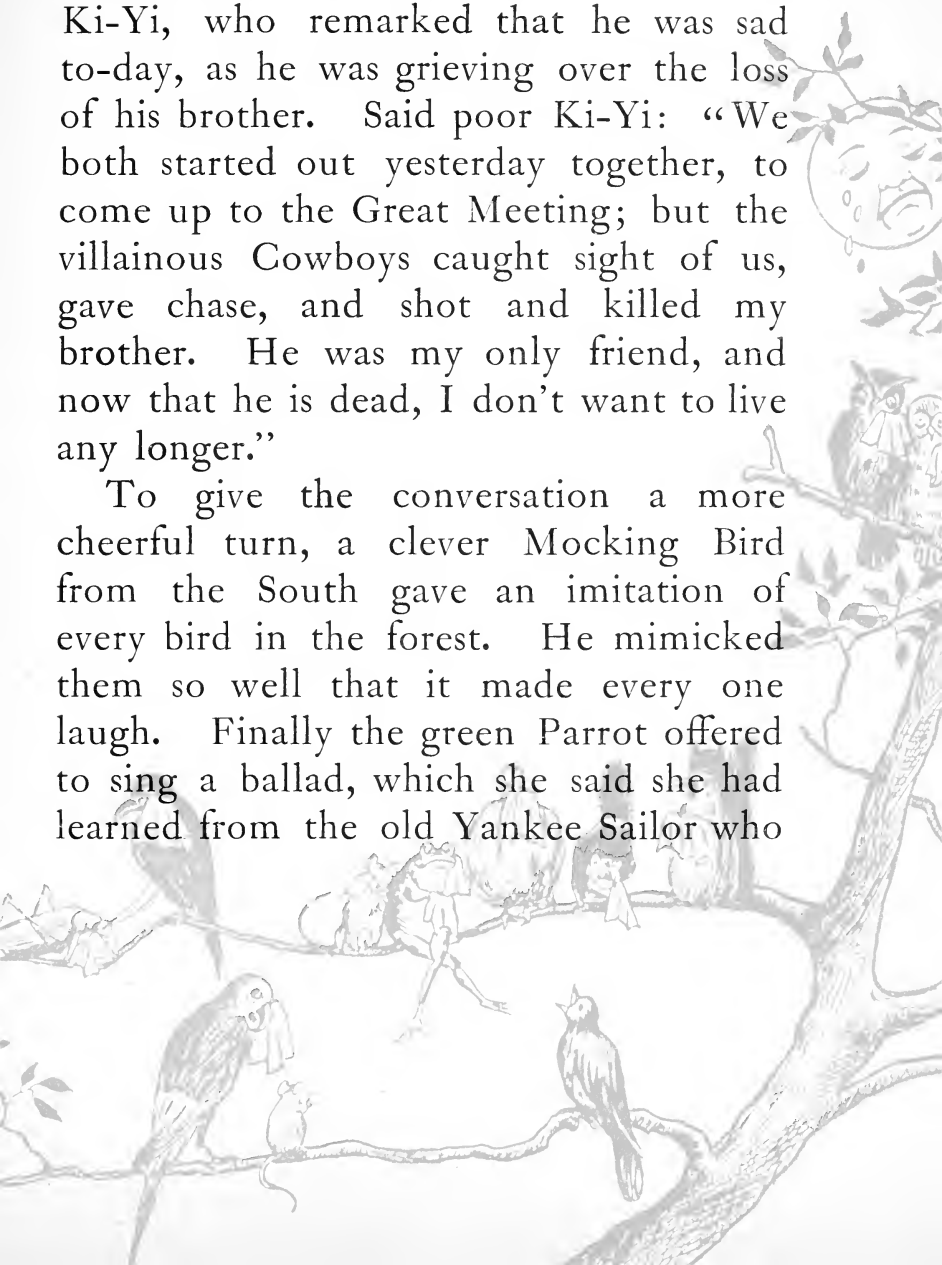 Ki-Yi, who remarked that he was sad
to-day, as he was grieving over the loss
of his brother. Said poor Ki-Yi: “We
both started out yesterday together, to
come up to the Great Meeting; but the
villainous Cowboys caught sight of us,
gave chase, and shot and killed my
brother. He was my only friend, and
now that he is dead, I don’t want to live
any longer.”
To give the conversation a more
cheerful turn, a clever Mocking Bird
from the South gave an imitation of
every bird in the forest. He mimicked
them so well that it made every one
laugh. Finally the green Parrot offered
to sing a ballad, which she said she had
learned from the old Yankee Sailor who